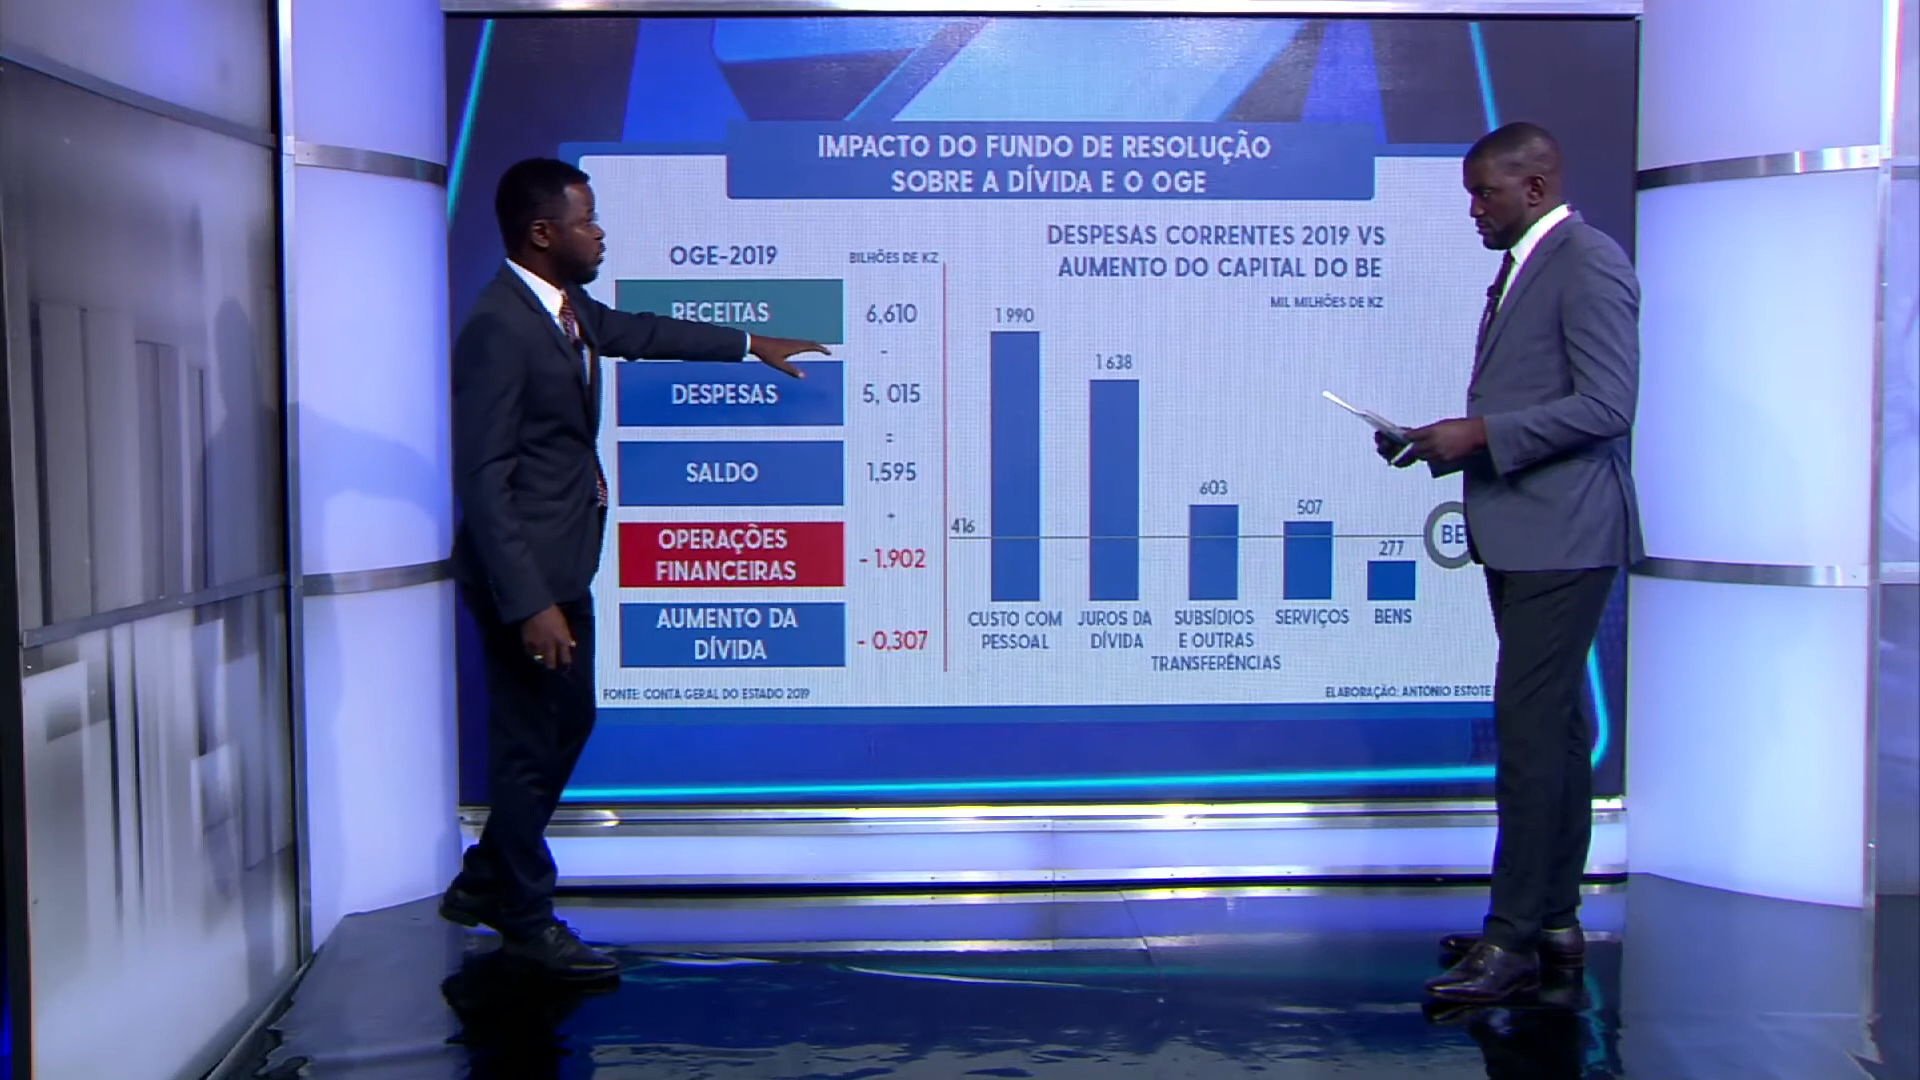 IMPACTO DO FUNDO DE RESOLUÇÃO
SOBRE A DÍVIDA E O OGE
OGE-2019
BILHÕES DE KZ
RECEITAS
6,610
-
DESPESAS
5, 015
=
SALDO
1,595
+
OPERAÇÕES
FINANCEIRAS
- 1,902
AUMENTO DA
DÍVIDA
- 0,307
FONTE: CONTA GERAL DO ESTADO 2019
DESPESAS CORRENTES 2019 VS
AUMENTO DO CAPITAL DO BE
MIL MILHÕES DE KZ
1 990
1 638
603
507
277
416
BE
CUSTO COM
PESSOAL
JUROS DA
DÍVIDA
SUBSÍDIOS
E OUTRAS
TRANSFERÊNCIAS
SERVIÇOS
BENS
ELABORAÇÃO: ANTÓNIO ESTOTE